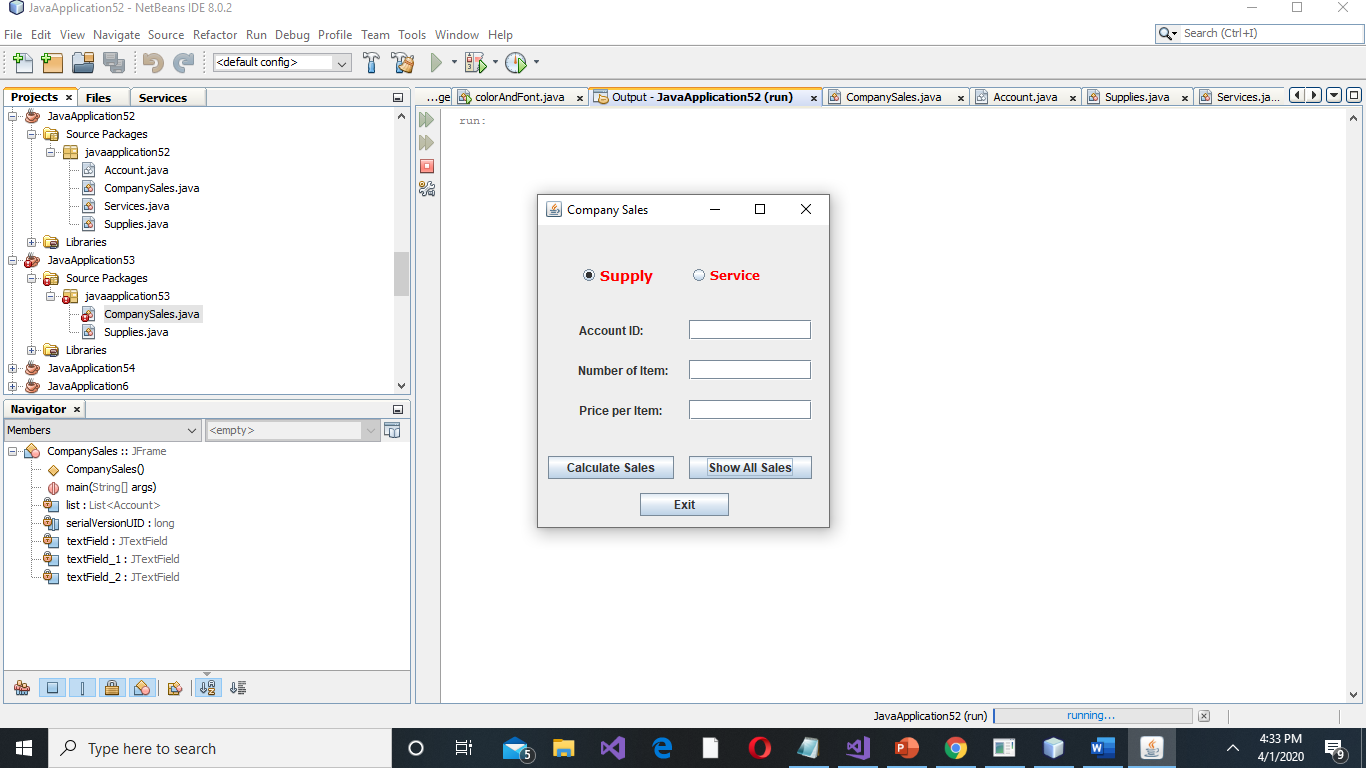 JavaApplication52 - NetBeans IDE 8.0.2
File Edit View Navigate Source Refactor Run Debug Profile Team Tools Window Help
Search (Ctrl+I)
<default config>
Projects Files Services
...ge colorAndFont.java Output - JavaApplication52 (run) CompanySales.java Account.java Supplies.java Services.ja...
JavaApplication52
Source Packages
javaapplication52
Account.java
CompanySales.java
Services.java
Supplies.java
Libraries
JavaApplication53
Source Packages
javaapplication53
CompanySales.java
Supplies.java
Libraries
JavaApplication54
JavaApplication6
run:
Company Sales
Supply Service
Account ID:
Number of Item:
Price per Item:
Calculate Sales Show All Sales
Exit
Navigator
Members <empty>
CompanySales :: JFrame
CompanySales()
main(String[] args)
list : List<Account>
serialVersionUID : long
textField : JTextField
textField_1 : JTextField
textField_2 : JTextField
JavaApplication52 (run) running...
Type here to search
5
4:33 PM
4/1/2020
9